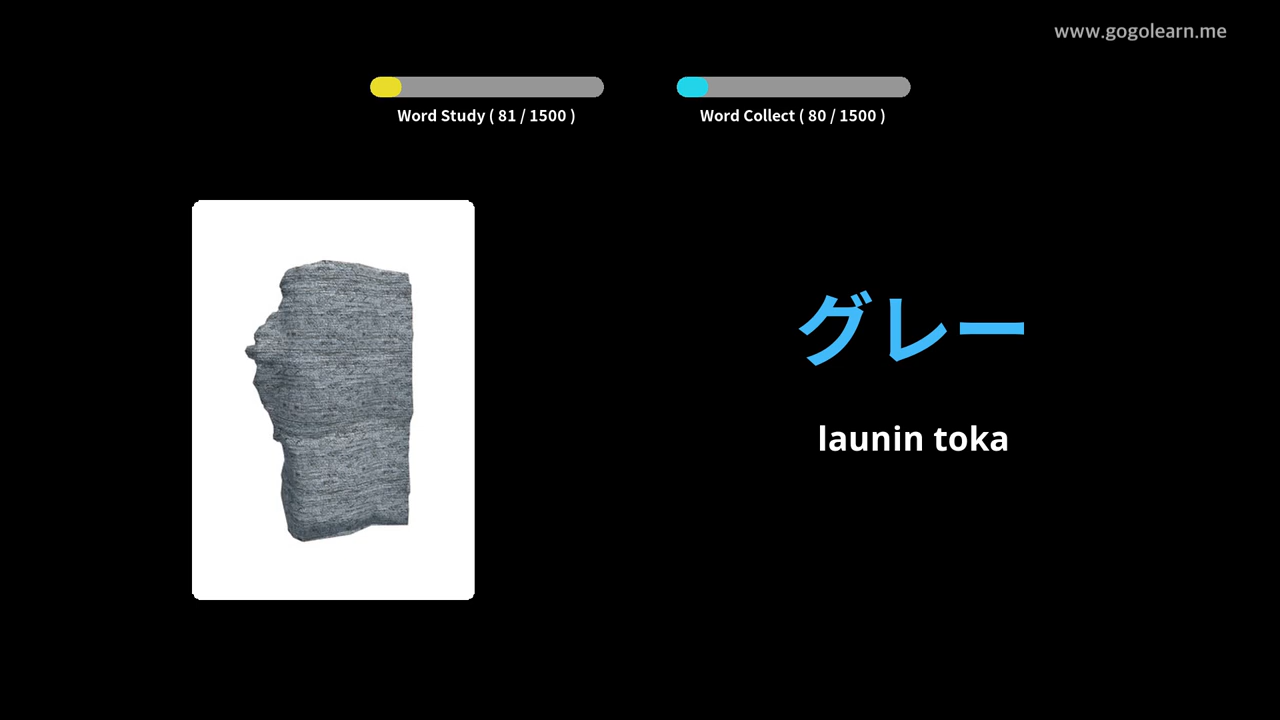 www.gogolearn.me
Word Study ( 81 / 1500 )
Word Collect ( 80 / 1500 )
グレー
launin toka